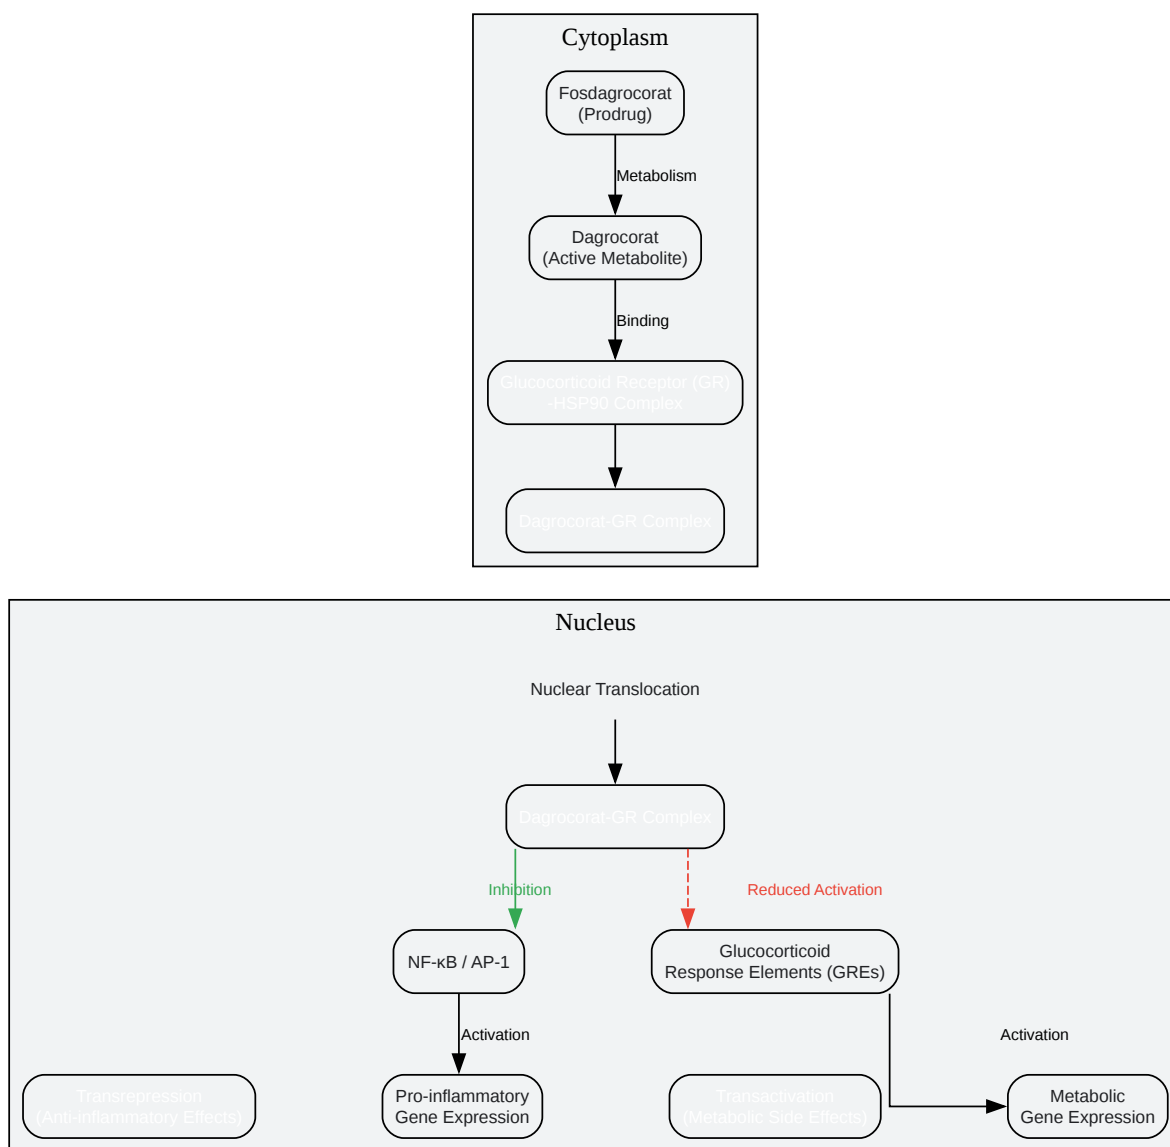 Cytoplasm
Fosdagrocorat
(Prodrug)
Metabolism
Dagrocorat
(Active Metabolite)
Binding
Glucocorticoid Receptor (GR)
-HSP90 Complex
Dagrocorat-GR Complex
Nucleus
Nuclear Translocation
Dagrocorat-GR Complex
Inhibition
Reduced Activation
NF-κB / AP-1
Glucocorticoid
Response Elements (GREs)
Activation
Activation
Transrepression
(Anti-inflammatory Effects)
Pro-inflammatory
Gene Expression
Transactivation
(Metabolic Side Effects)
Metabolic
Gene Expression